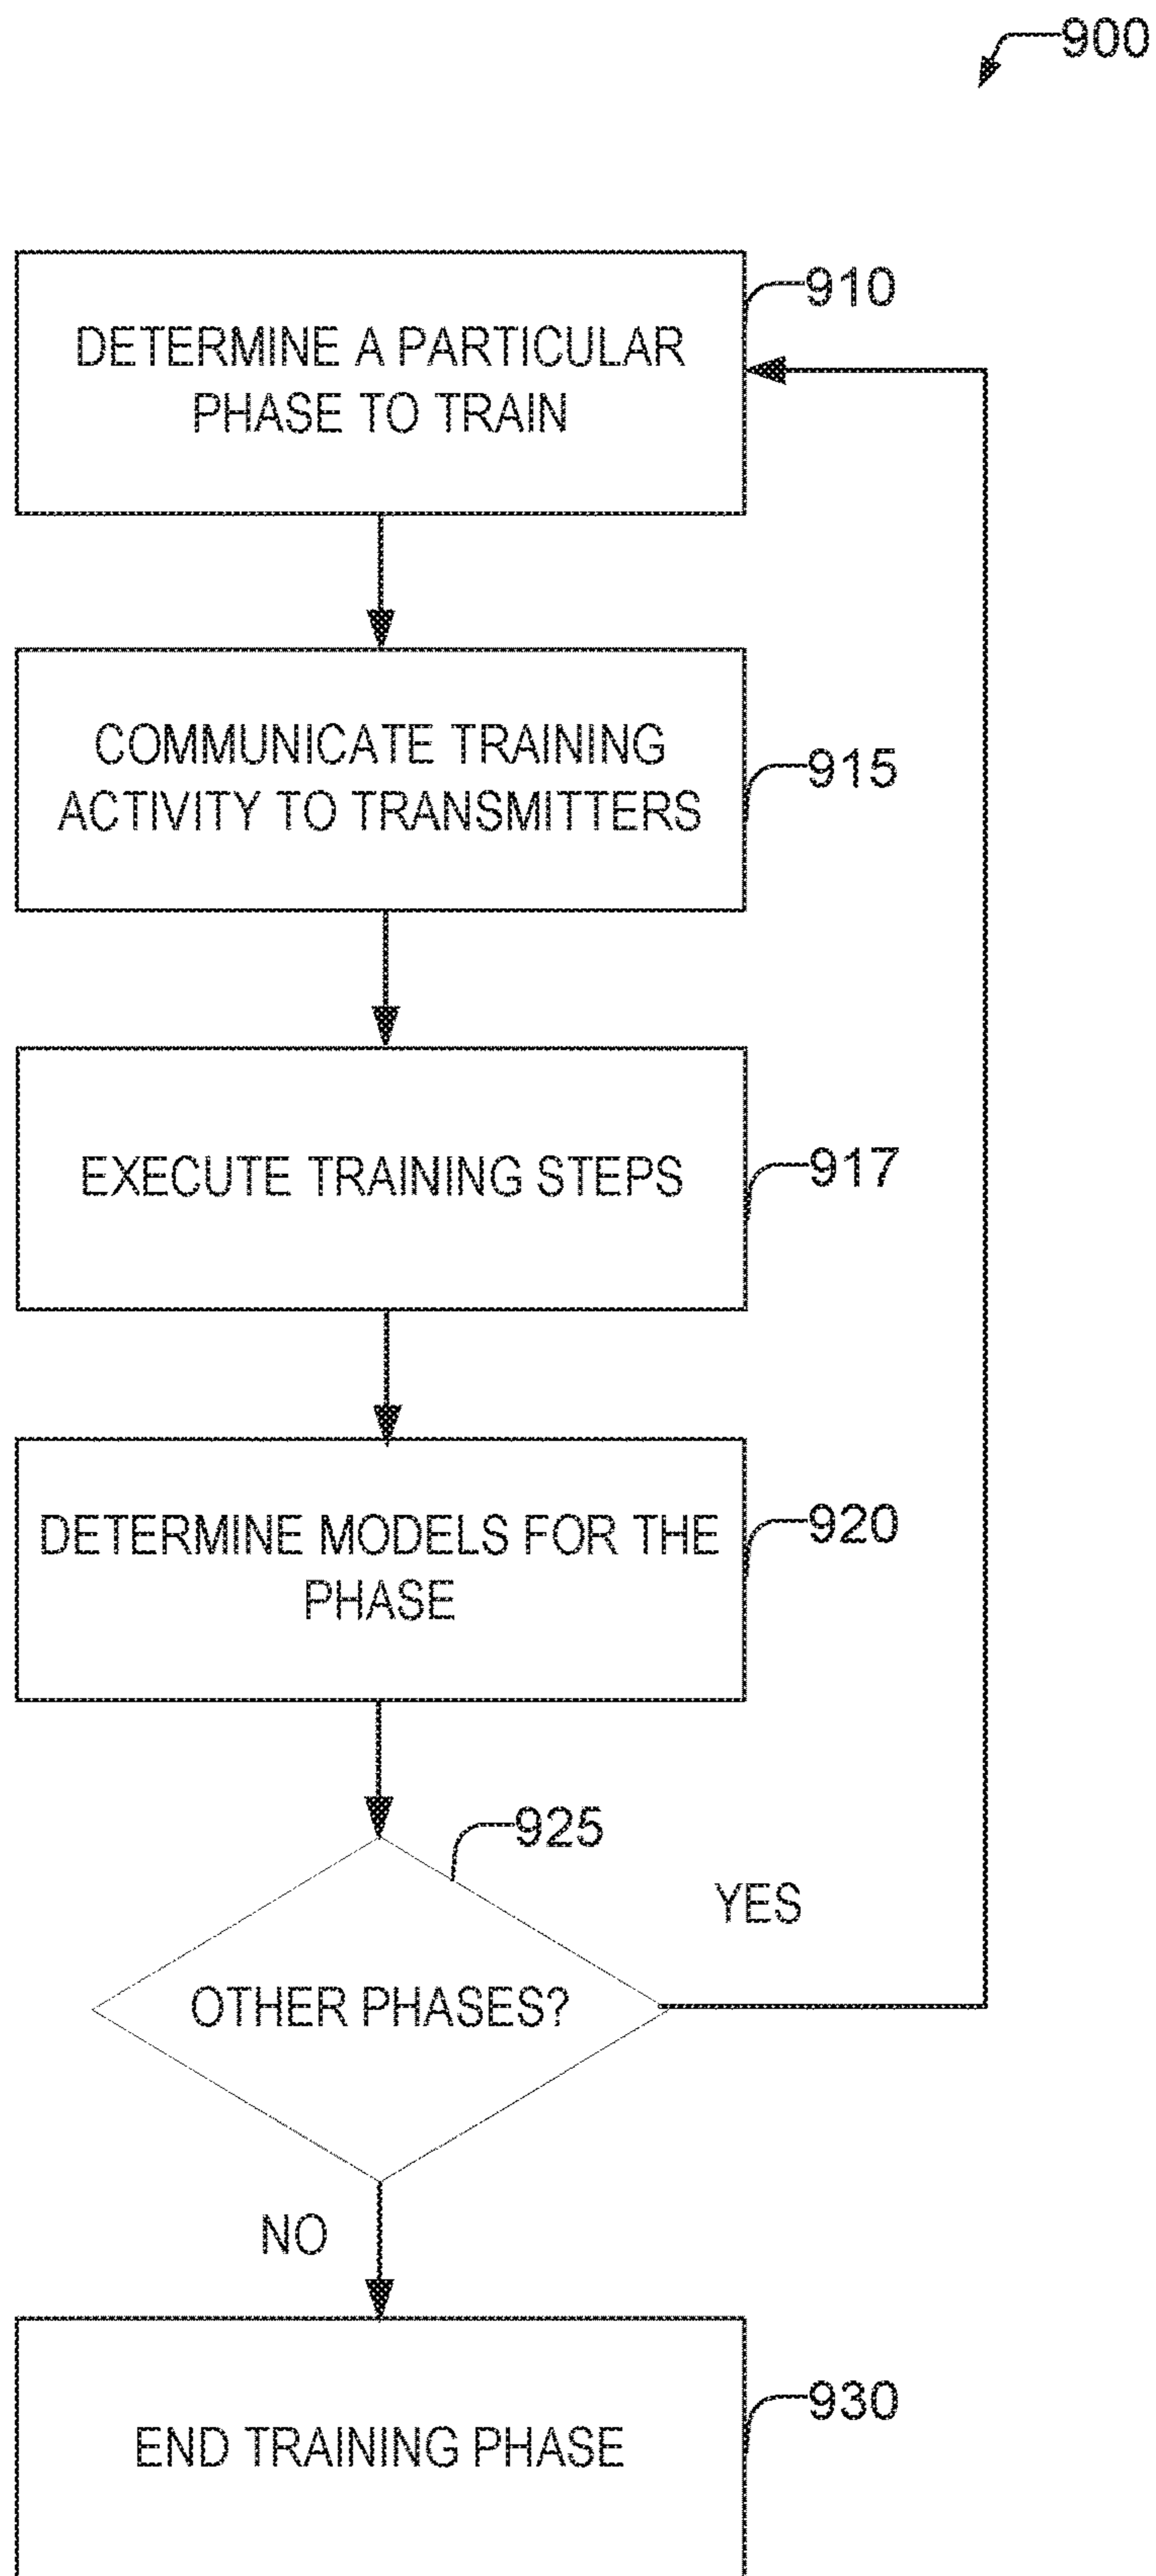 900
DETERMINE A PARTICULAR
PHASE TO TRAIN
910
COMMUNICATE TRAINING
ACTIVITY TO TRANSMITTERS
915
EXECUTE TRAINING STEPS
917
DETERMINE MODELS FOR THE
PHASE
920
925
OTHER PHASES?
YES
NO
END TRAINING PHASE
930